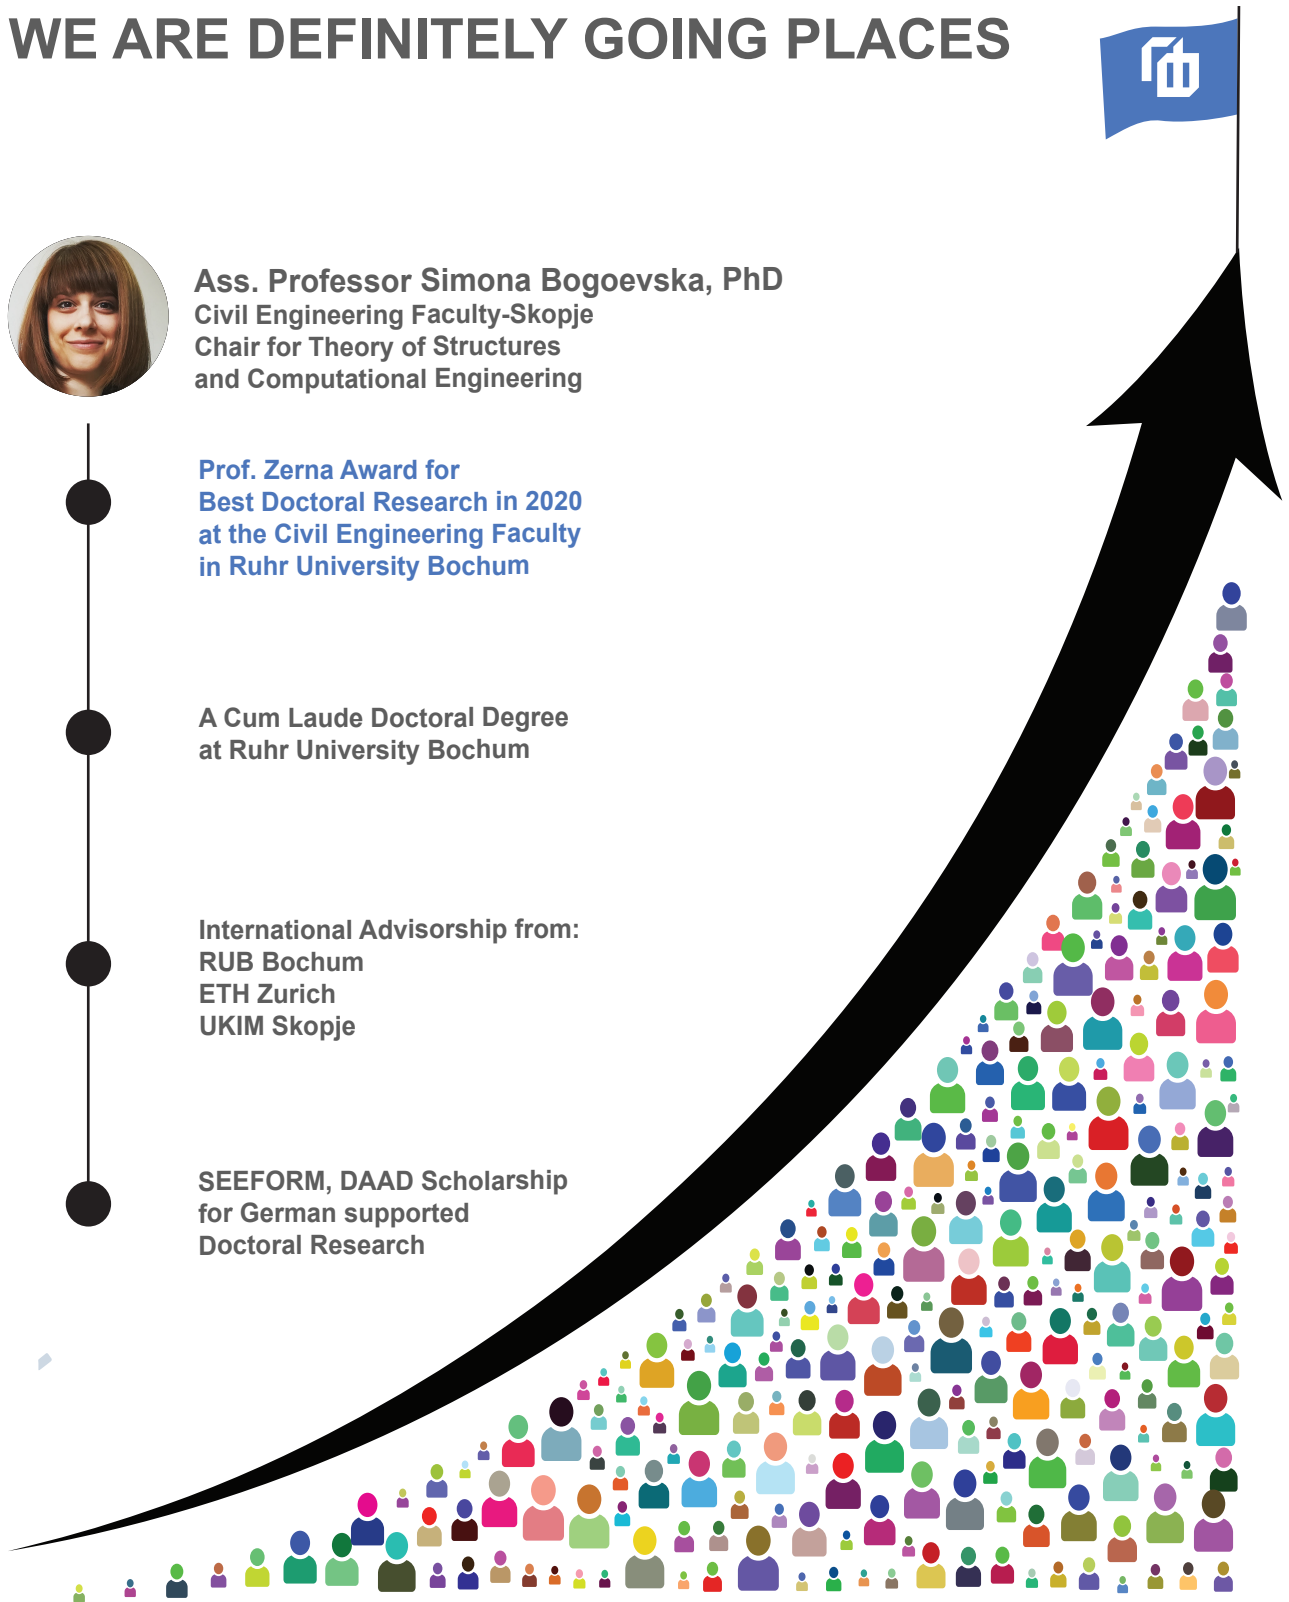 WE ARE DEFINITELY GOING PLACES
Ass. Professor Simona Bogoevska, PhD
Civil Engineering Faculty-Skopje
Chair for Theory of Structures
and Computational Engineering
Prof. Zerna Award for
Best Doctoral Research in 2020
at the Civil Engineering Faculty
in Ruhr University Bochum
A Cum Laude Doctoral Degree
at Ruhr University Bochum
International Advisorship from:
RUB Bochum
ETH Zurich
UKIM Skopje
SEEFORM, DAAD Scholarship
for German supported
Doctoral Research